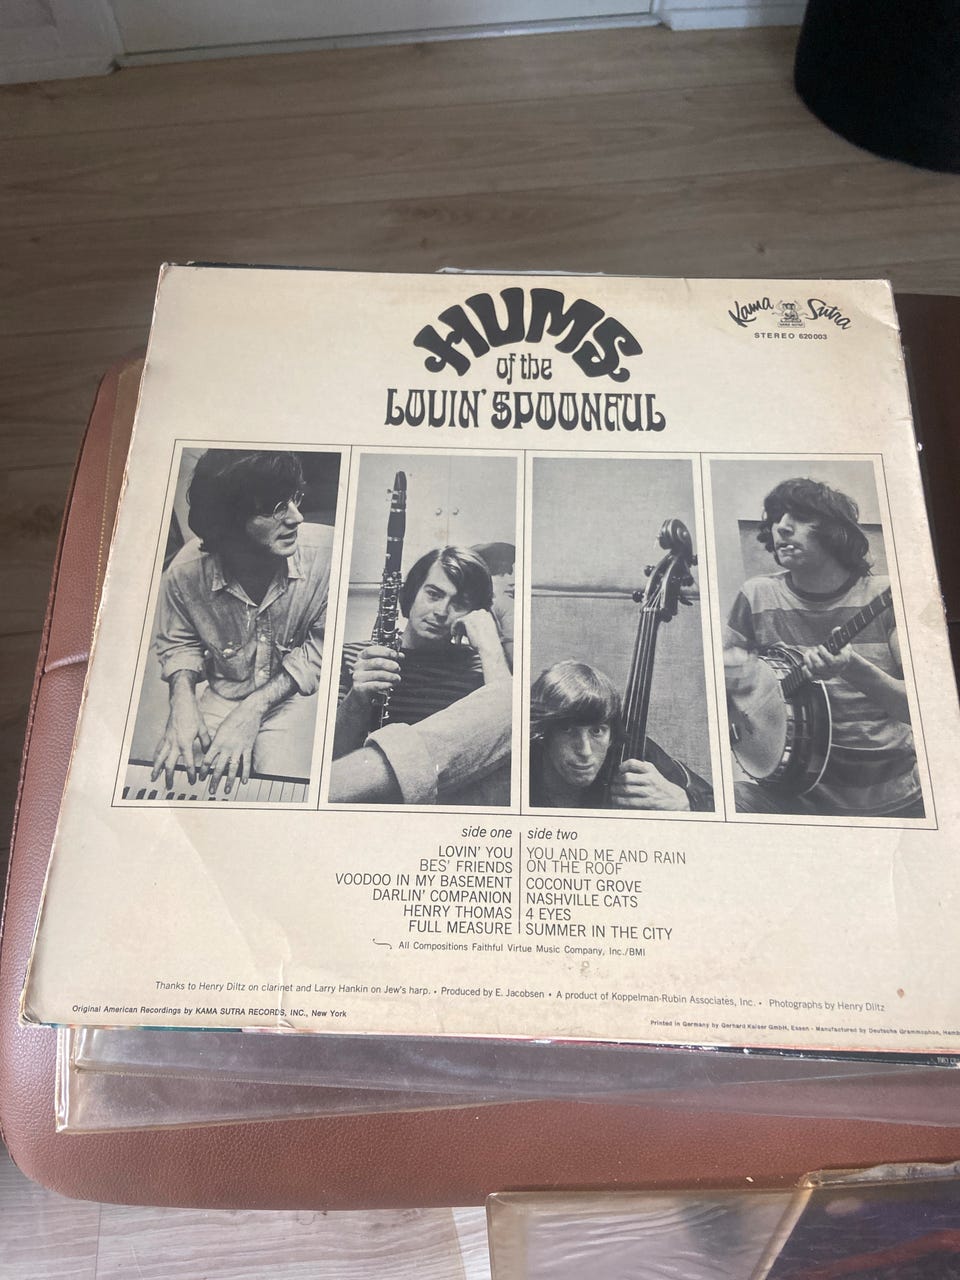 HUMS
of the
LOVIN' SPOONFUL
Kama Sutra
KAMA SUTRA
STEREO 620003
side one
LOVIN' YOU
BES' FRIENDS
VOODOO IN MY BASEMENT
DARLIN' COMPANION
HENRY THOMAS
FULL MEASURE
side two
YOU AND ME AND RAIN
ON THE ROOF
COCONUT GROVE
NASHVILLE CATS
4 EYES
SUMMER IN THE CITY
All Compositions Faithful Virtue Music Company, Inc./BMI
Thanks to Henry Diltz on clarinet and Larry Hankin on Jew's harp. • Produced by E. Jacobsen • A product of Koppelman-Rubin Associates, Inc. • Photographs by Henry Diltz
Original American Recordings by KAMA SUTRA RECORDS, INC., New York
Printed in Germany by Gerhard Kaiser GmbH, Essen · Manufactured by Deutsche Grammophon, Hamb